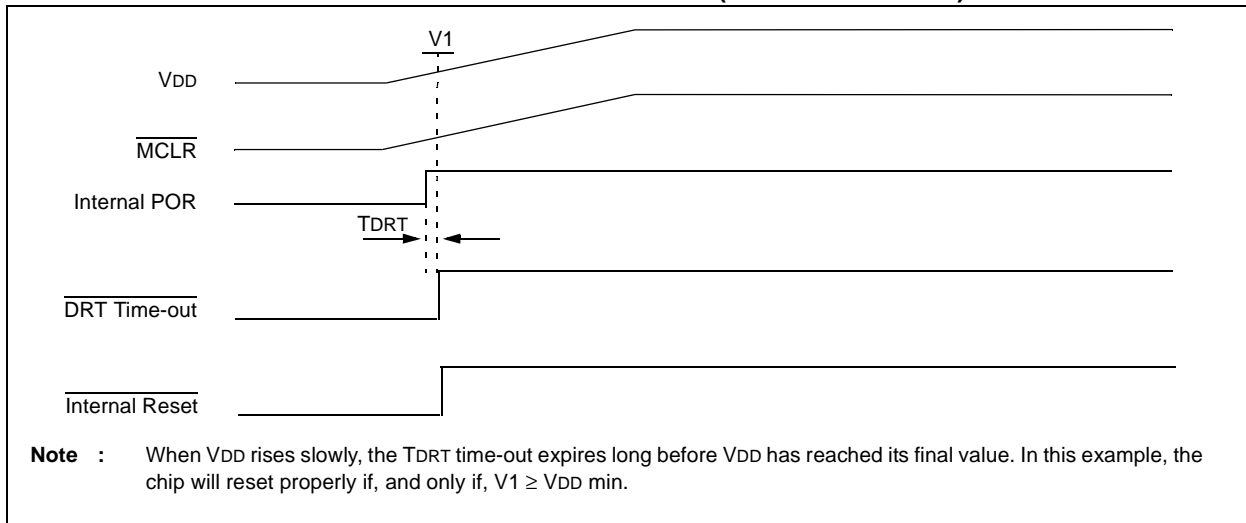 V1
VDD
MCLR
Internal POR
TDRT
DRT Time-out
Internal Reset
Note : When VDD rises slowly, the TDRT time-out expires long before VDD has reached its final value. In this example, the
chip will reset properly if, and only if, V1 ≥ VDD min.